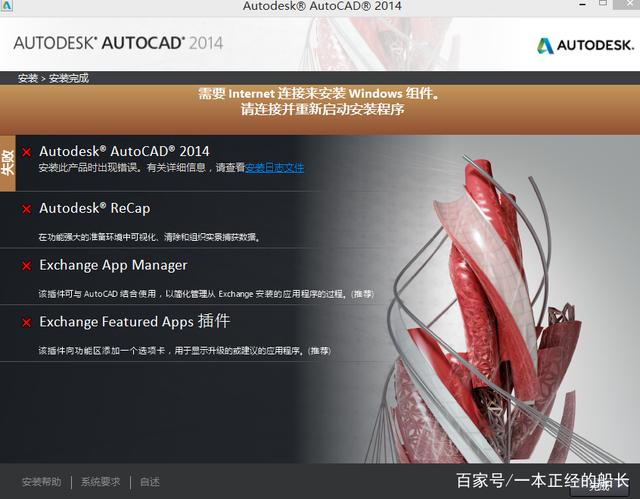 Autodesk® AutoCAD® 2014
AUTODESK® AUTOCAD® 2014
AUTODESK.
安装 > 安装完成
需要 Internet 连接来安装 Windows 组件。
请连接并重新启动安装程序
失败
Autodesk® AutoCAD® 2014
安装此产品时出现错误。有关详细信息，请查看安装日志文件
Autodesk® ReCap
在功能强大的准备环境中可视化、清除和组织实景捕获数据。
Exchange App Manager
该插件可与 AutoCAD 结合使用，以简化管理从 Exchange 安装的应用程序的过程。(推荐)
Exchange Featured Apps 插件
该插件向功能区添加一个选项卡，用于显示升级的或建议的应用程序。(推荐)
安装帮助 | 系统要求 | 自述
百家号/一本正经的船长
完成